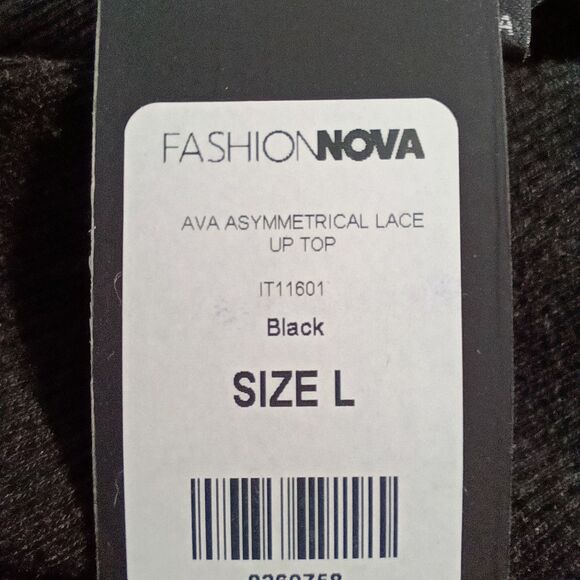 FASHIONNOVA
AVA ASYMMETRICAL LACE
UP TOP
IT11601
Black
SIZE L